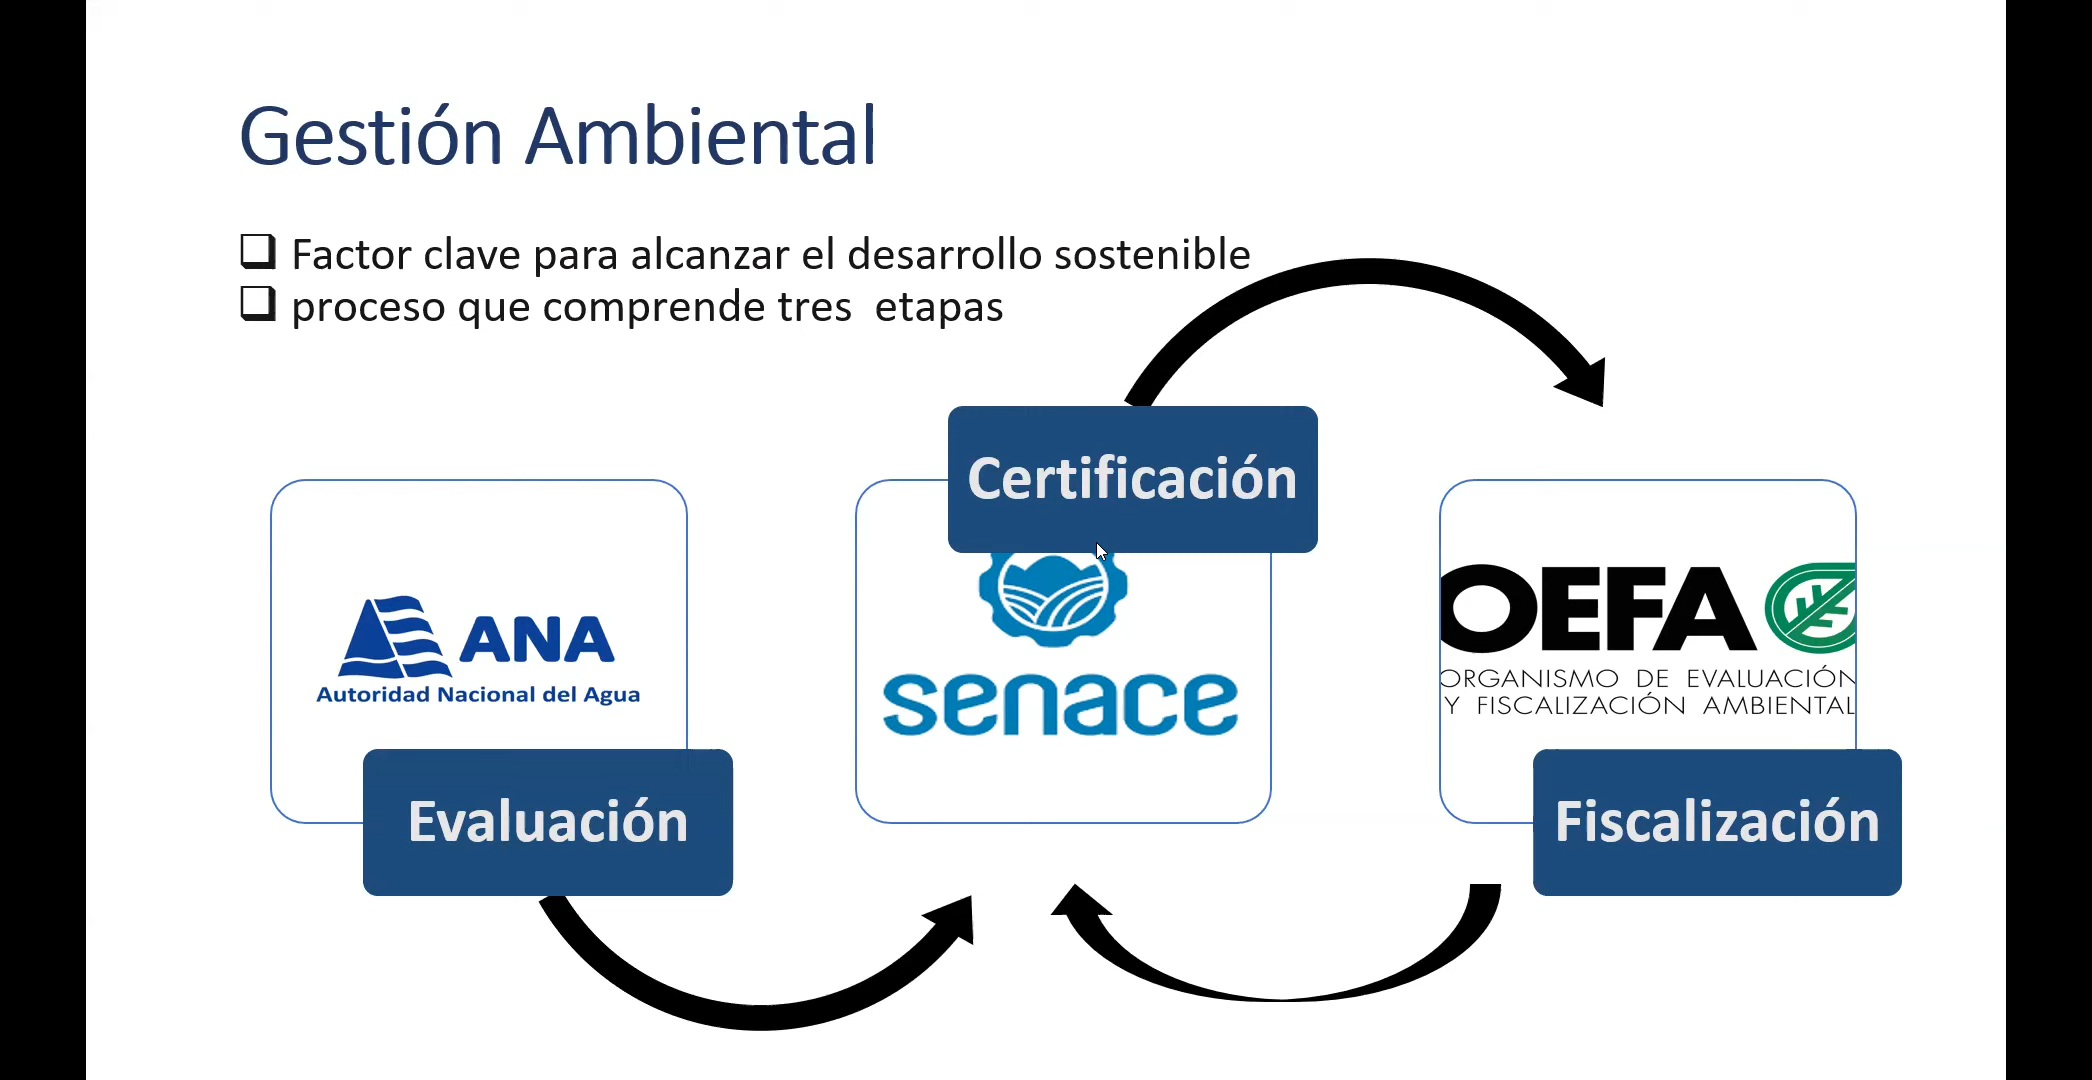 Gestión Ambiental
Factor clave para alcanzar el desarrollo sostenible
proceso que comprende tres etapas
Certificación
ANA
Autoridad Nacional del Agua
senace
OEFA
ORGANISMO DE EVALUACIÓN
Y FISCALIZACIÓN AMBIENTAL
Evaluación
Fiscalización